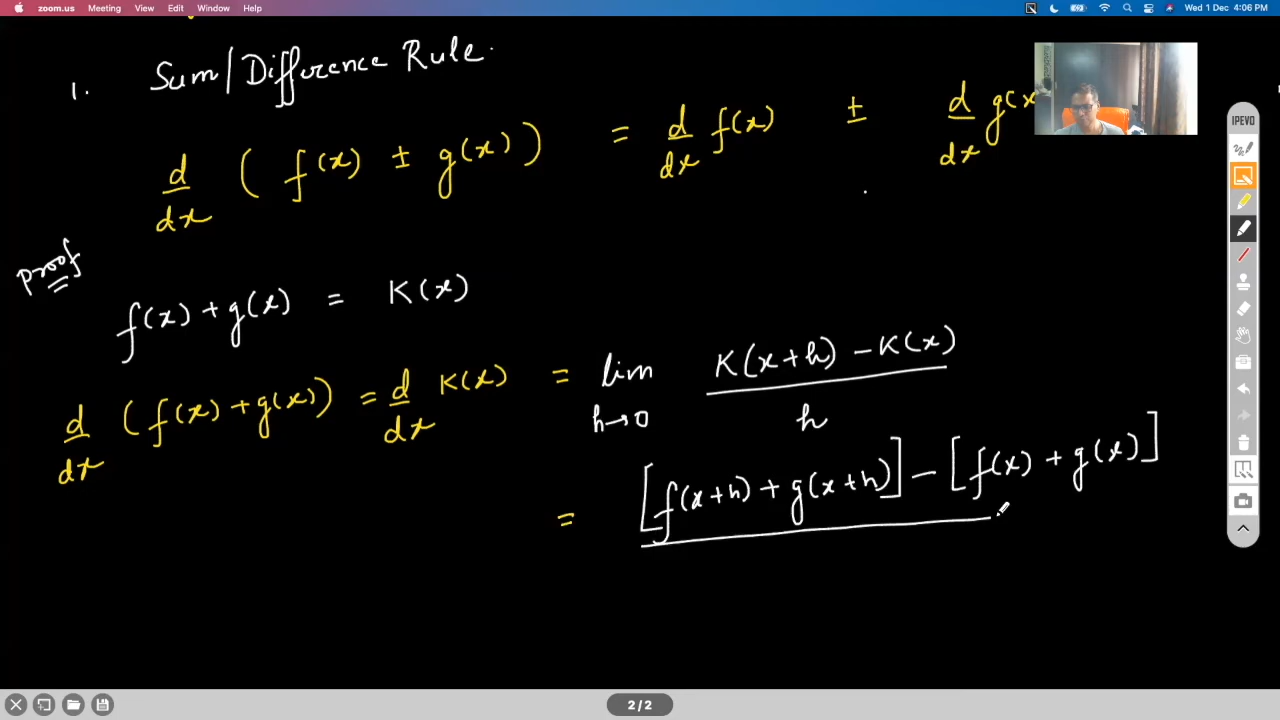 zoom.us Meeting View Edit Window Help Wed 1 Dec 4:06 PM
1. Sum/Difference Rule.
d/dx ( f(x) ± g(x) ) = d/dx f(x) ± d/dx g(x
IPEVO
Proof
f(x) + g(x) = K(x)
d/dx ( f(x) + g(x) ) = d/dx K(x) = lim h→0 K(x+h) - K(x) / h
= [f(x+h) + g(x+h)] - [f(x) + g(x)]
2/2